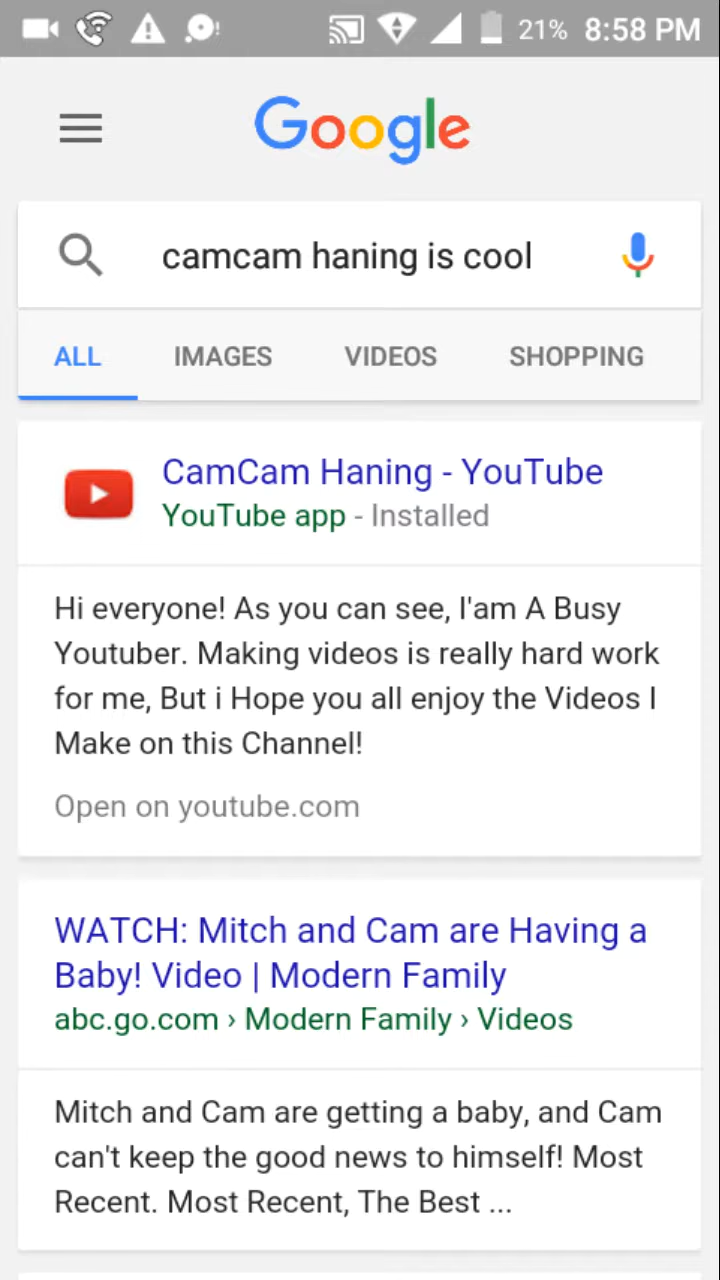 21% 8:58 PM
Google
camcam haning is cool
ALL IMAGES VIDEOS SHOPPING
CamCam Haning - YouTube
YouTube app - Installed
Hi everyone! As you can see, I'am A Busy
Youtuber. Making videos is really hard work
for me, But i Hope you all enjoy the Videos I
Make on this Channel!
Open on youtube.com
WATCH: Mitch and Cam are Having a
Baby! Video | Modern Family
abc.go.com › Modern Family › Videos
Mitch and Cam are getting a baby, and Cam
can't keep the good news to himself! Most
Recent. Most Recent, The Best ...